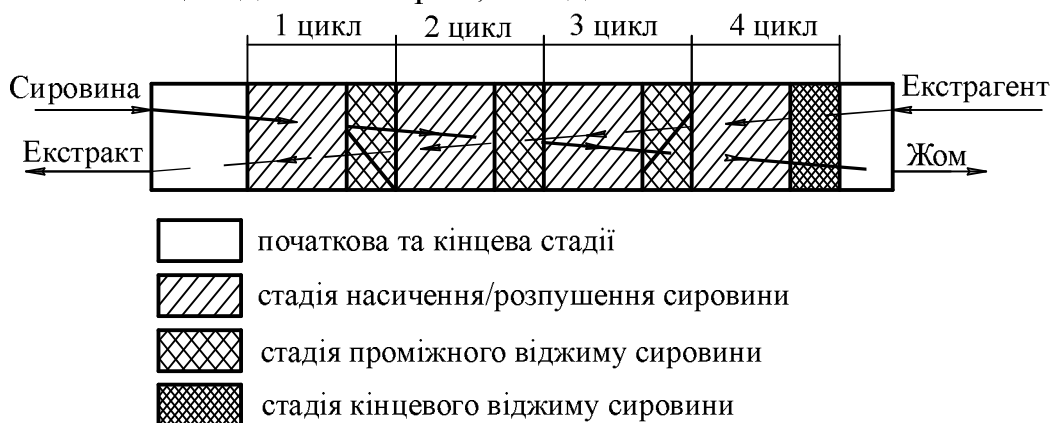 1 цикл 2 цикл 3 цикл 4 цикл
Сировина Екстрагент
Екстракт Жом
початкова та кінцева стадії
стадія насичення/розпушення сировини
стадія проміжного віджиму сировини
стадія кінцевого віджиму сировини